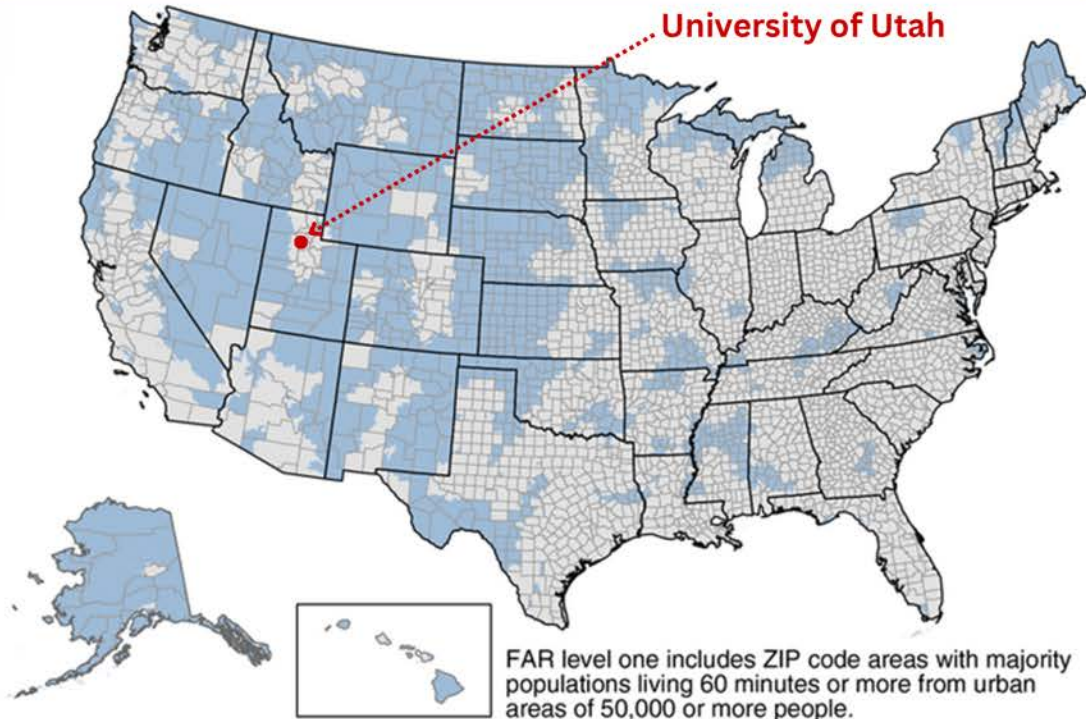 University of Utah
FAR level one includes ZIP code areas with majority
populations living 60 minutes or more from urban
areas of 50,000 or more people.